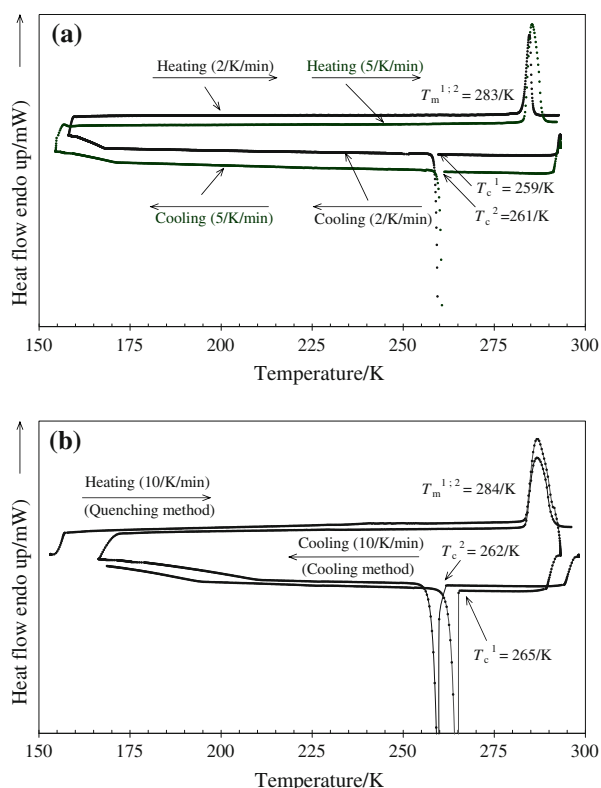 (a)
Heating (2/K/min)
Heating (5/K/min)
T_m^{1;2} = 283/K
T_c^1 = 259/K
T_c^2 =261/K
Cooling (5/K/min)
Cooling (2/K/min)
Heat flow endo up/mW)
150 175 200 225 250 275 300
Temperature/K
(b)
Heating (10/K/min)
(Quenching method)
T_m^{1;2} = 284/K
Cooling (10/K/min)
(Cooling method)
T_c^2 = 262/K
T_c^1 = 265/K
Heat flow endo up/mW)
150 175 200 225 250 275 300
Temperature/K